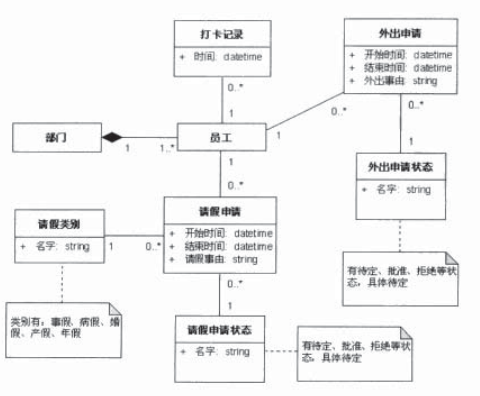 打卡记录
+ 时间: datetime
外出申请
+ 开始时间: datetime
+ 结束时间: datetime
+ 外出事由: string
0..*
1
0..*
1
0..*
部门
1
1..*
员工
1
0..*
1
外出申请状态
+ 名字: string
请假类别
+ 名字: string
1
0..*
请假申请
+ 开始时间: datetime
+ 结束时间: datetime
+ 请假事由: string
有待定、批准、拒绝等状
态，具体待定
类别有：事假、病假、婚
假、产假、年假
0..*
1
请假申请状态
+ 名字: string
有待定、批准、拒绝等状
态，具体待定